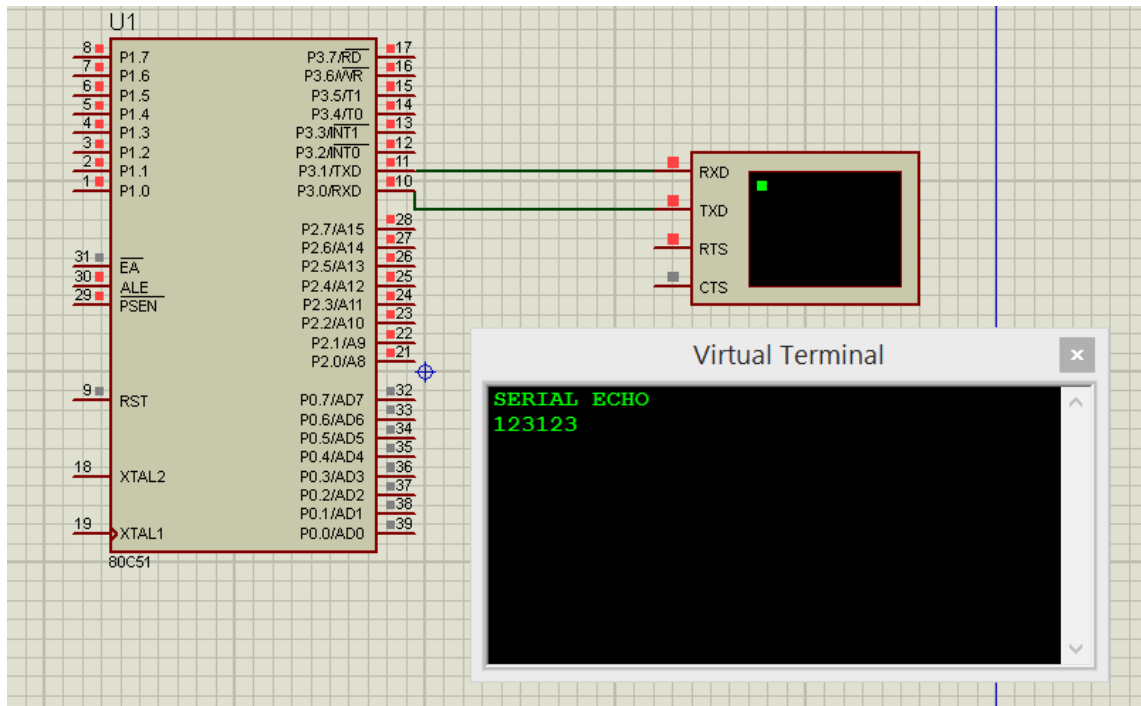 U1
8 P1.7
7 P1.6
6 P1.5
5 P1.4
4 P1.3
3 P1.2
2 P1.1
1 P1.0
31 EA
30 ALE
29 PSEN
9 RST
18 XTAL2
19 XTAL1
80C51
P3.7/RD 17
P3.6/WR 16
P3.5/T1 15
P3.4/T0 14
P3.3/INT1 13
P3.2/INT0 12
P3.1/TXD 11
P3.0/RXD 10
P2.7/A15 28
P2.6/A14 27
P2.5/A13 26
P2.4/A12 25
P2.3/A11 24
P2.2/A10 23
P2.1/A9 22
P2.0/A8 21
P0.7/AD7 32
P0.6/AD6 33
P0.5/AD5 34
P0.4/AD4 35
P0.3/AD3 36
P0.2/AD2 37
P0.1/AD1 38
P0.0/AD0 39
RXD
TXD
RTS
CTS
Virtual Terminal
SERIAL ECHO
123123